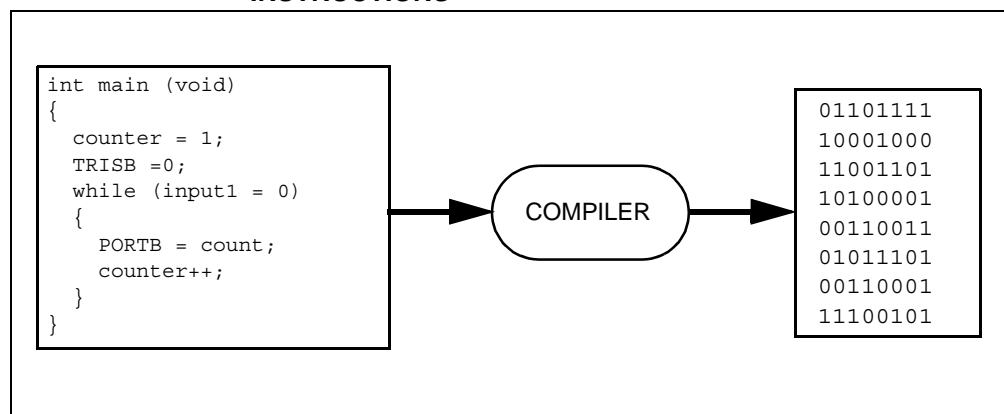 INSTRUCTIONS
int main (void)
{
counter = 1;
TRISB =0;
while (input1 = 0)
{
PORTB = count;
counter++;
}
}
COMPILER
01101111
10001000
11001101
10100001
00110011
01011101
00110001
11100101